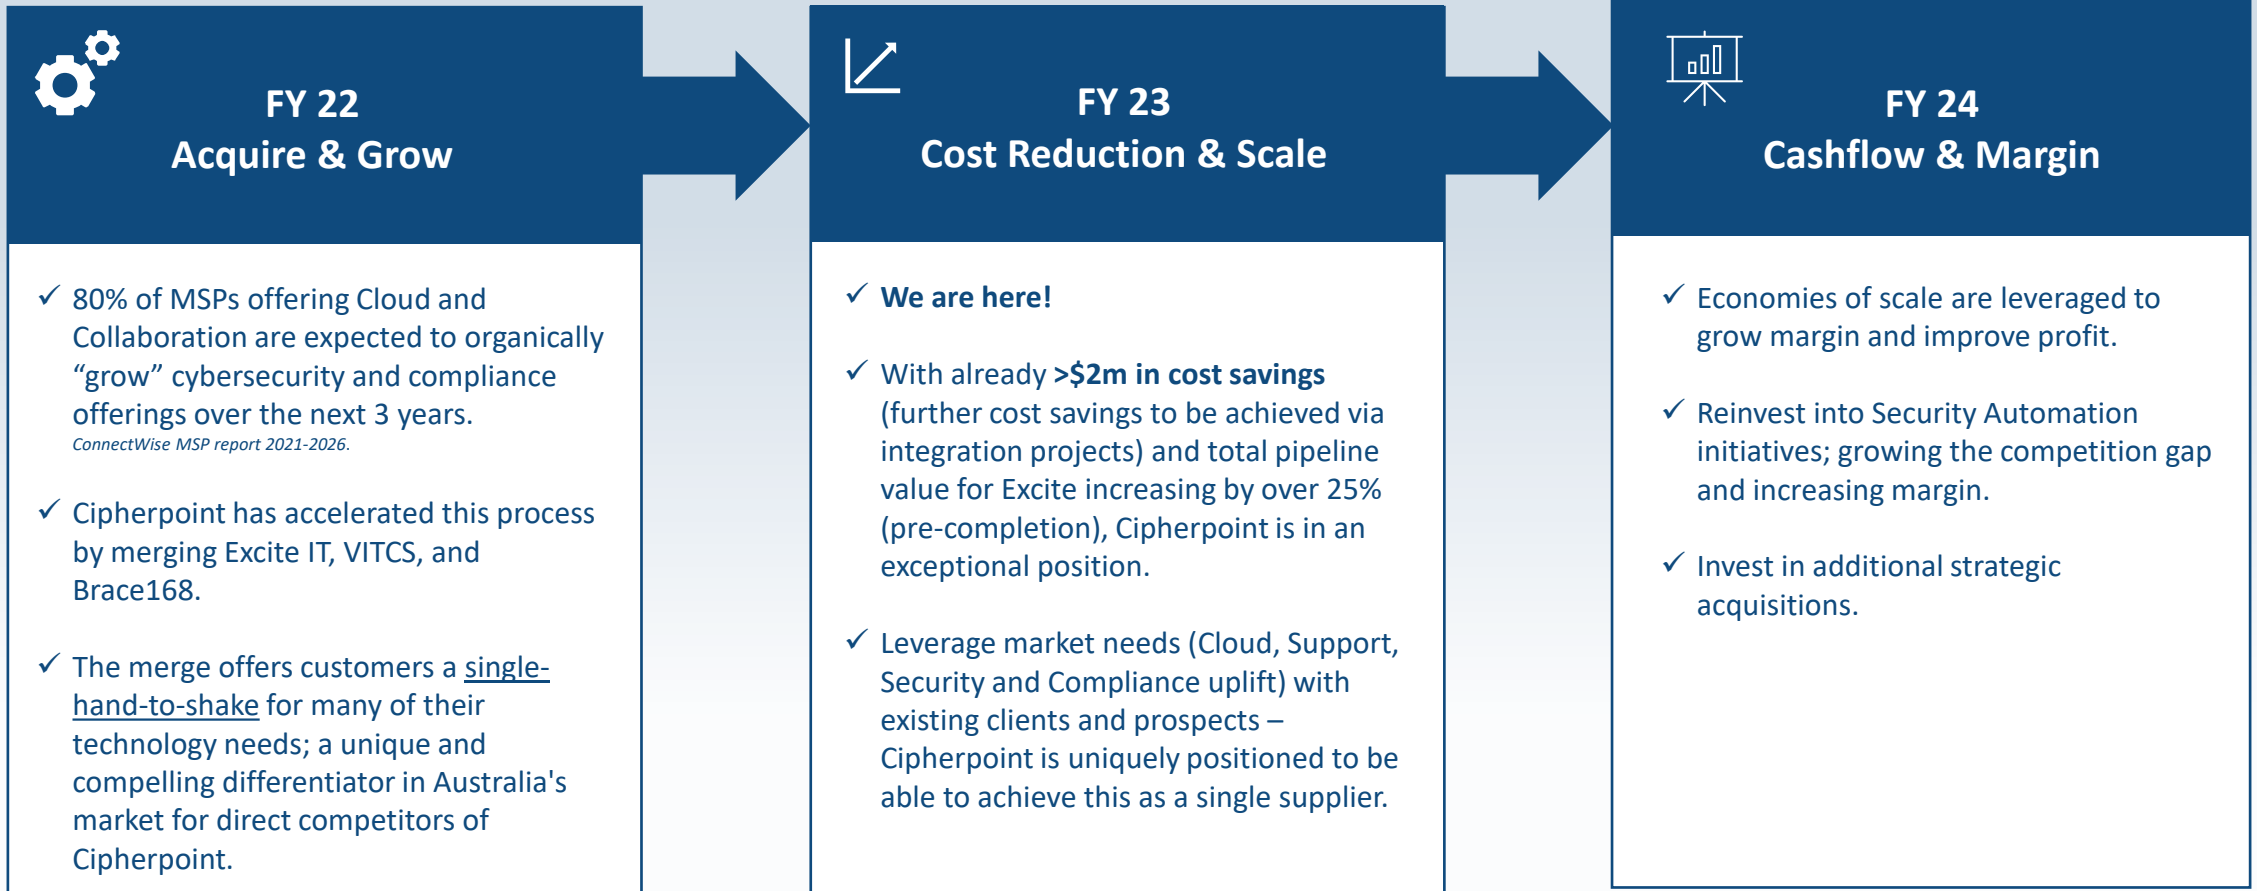 FY 22
Acquire & Grow
80% of MSPs offering Cloud and
Collaboration are expected to organically
“grow” cybersecurity and compliance
offerings over the next 3 years.
ConnectWise MSP report 2021-2026.
Cipherpoint has accelerated this process
by merging Excite IT, VITCS, and
Brace168.
The merge offers customers a single-
hand-to-shake for many of their
technology needs; a unique and
compelling differentiator in Australia's
market for direct competitors of
Cipherpoint.
FY 23
Cost Reduction & Scale
We are here!
With already >$2m in cost savings
(further cost savings to be achieved via
integration projects) and total pipeline
value for Excite increasing by over 25%
(pre-completion), Cipherpoint is in an
exceptional position.
Leverage market needs (Cloud, Support,
Security and Compliance uplift) with
existing clients and prospects –
Cipherpoint is uniquely positioned to be
able to achieve this as a single supplier.
FY 24
Cashflow & Margin
Economies of scale are leveraged to
grow margin and improve profit.
Reinvest into Security Automation
initiatives; growing the competition gap
and increasing margin.
Invest in additional strategic
acquisitions.